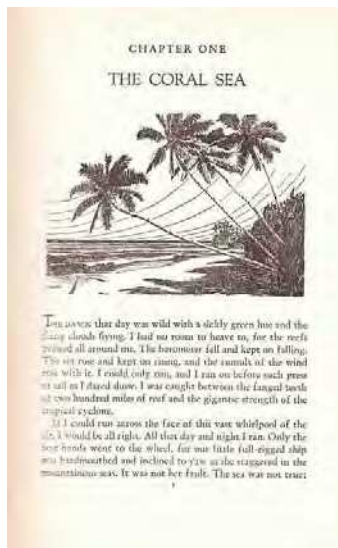 CHAPTER ONE
THE CORAL SEA
THE DAWN that day was wild with a sickly green hue and the
clouds flying. I had no room to heave to, for the reefs
all around me. The barometer fell and kept on falling.
The sea rose and kept on rising, and the tumult of the wind
rose with it. I could only run, and I ran on before such press
of sail as I dared show. I was caught between the fanged teeth
of two hundred miles of reef and the gigantic strength of the
tropical cyclone.
If I could run across the face of this vast whirlpool of the
air, I would be all right. All that day and night I ran. Only the
best hands went to the wheel, for our little full-rigged ship
was hardmouthed and inclined to yaw as she staggered in the
mountainous seas. It was not her fault. The sea was not true;